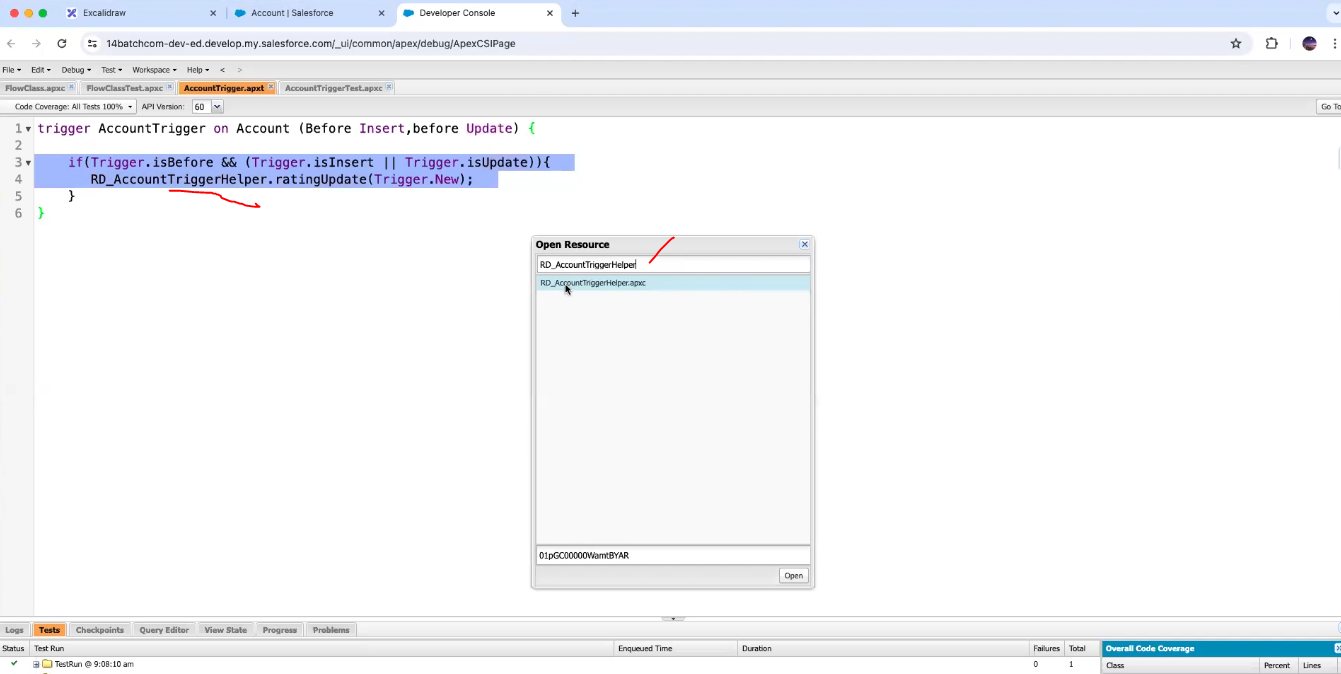 Excalidraw
Account | Salesforce
Developer Console
14batchcom-dev-ed.develop.my.salesforce.com/_ui/common/apex/debug/ApexCSIPage
File Edit Debug Test Workspace Help < >
FlowClass.apxc FlowClassTest.apxc AccountTrigger.apxt AccountTriggerTest.apxc
Code Coverage: All Tests 100% API Version: 60 Go To
1 trigger AccountTrigger on Account (Before Insert,before Update) {
2
3 if(Trigger.isBefore && (Trigger.isInsert || Trigger.isUpdate)){
4 RD_AccountTriggerHelper.ratingUpdate(Trigger.New);
5 }
6 }
Open Resource
RD_AccountTriggerHelper
RD_AccountTriggerHelper.apxc
01pGC00000WamtBYAR
Open
Logs Tests Checkpoints Query Editor View State Progress Problems
Status Test Run Enqueued Time Duration Failures Total Overall Code Coverage
TestRun @ 9:08:10 am 0 1 Class Percent Lines